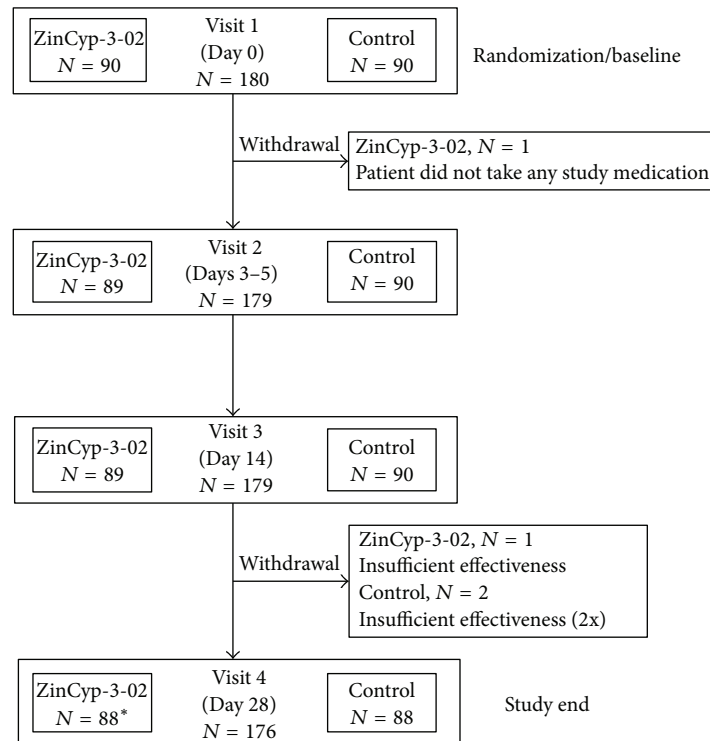 ZinCyp-3-02
N = 90
Visit 1
(Day 0)
N = 180
Control
N = 90
Randomization/baseline
Withdrawal
ZinCyp-3-02, N = 1
Patient did not take any study medication
ZinCyp-3-02
N = 89
Visit 2
(Days 3–5)
N = 179
Control
N = 90
ZinCyp-3-02
N = 89
Visit 3
(Day 14)
N = 179
Control
N = 90
Withdrawal
ZinCyp-3-02, N = 1
Insufficient effectiveness
Control, N = 2
Insufficient effectiveness (2x)
ZinCyp-3-02
N = 88*
Visit 4
(Day 28)
N = 176
Control
N = 88
Study end